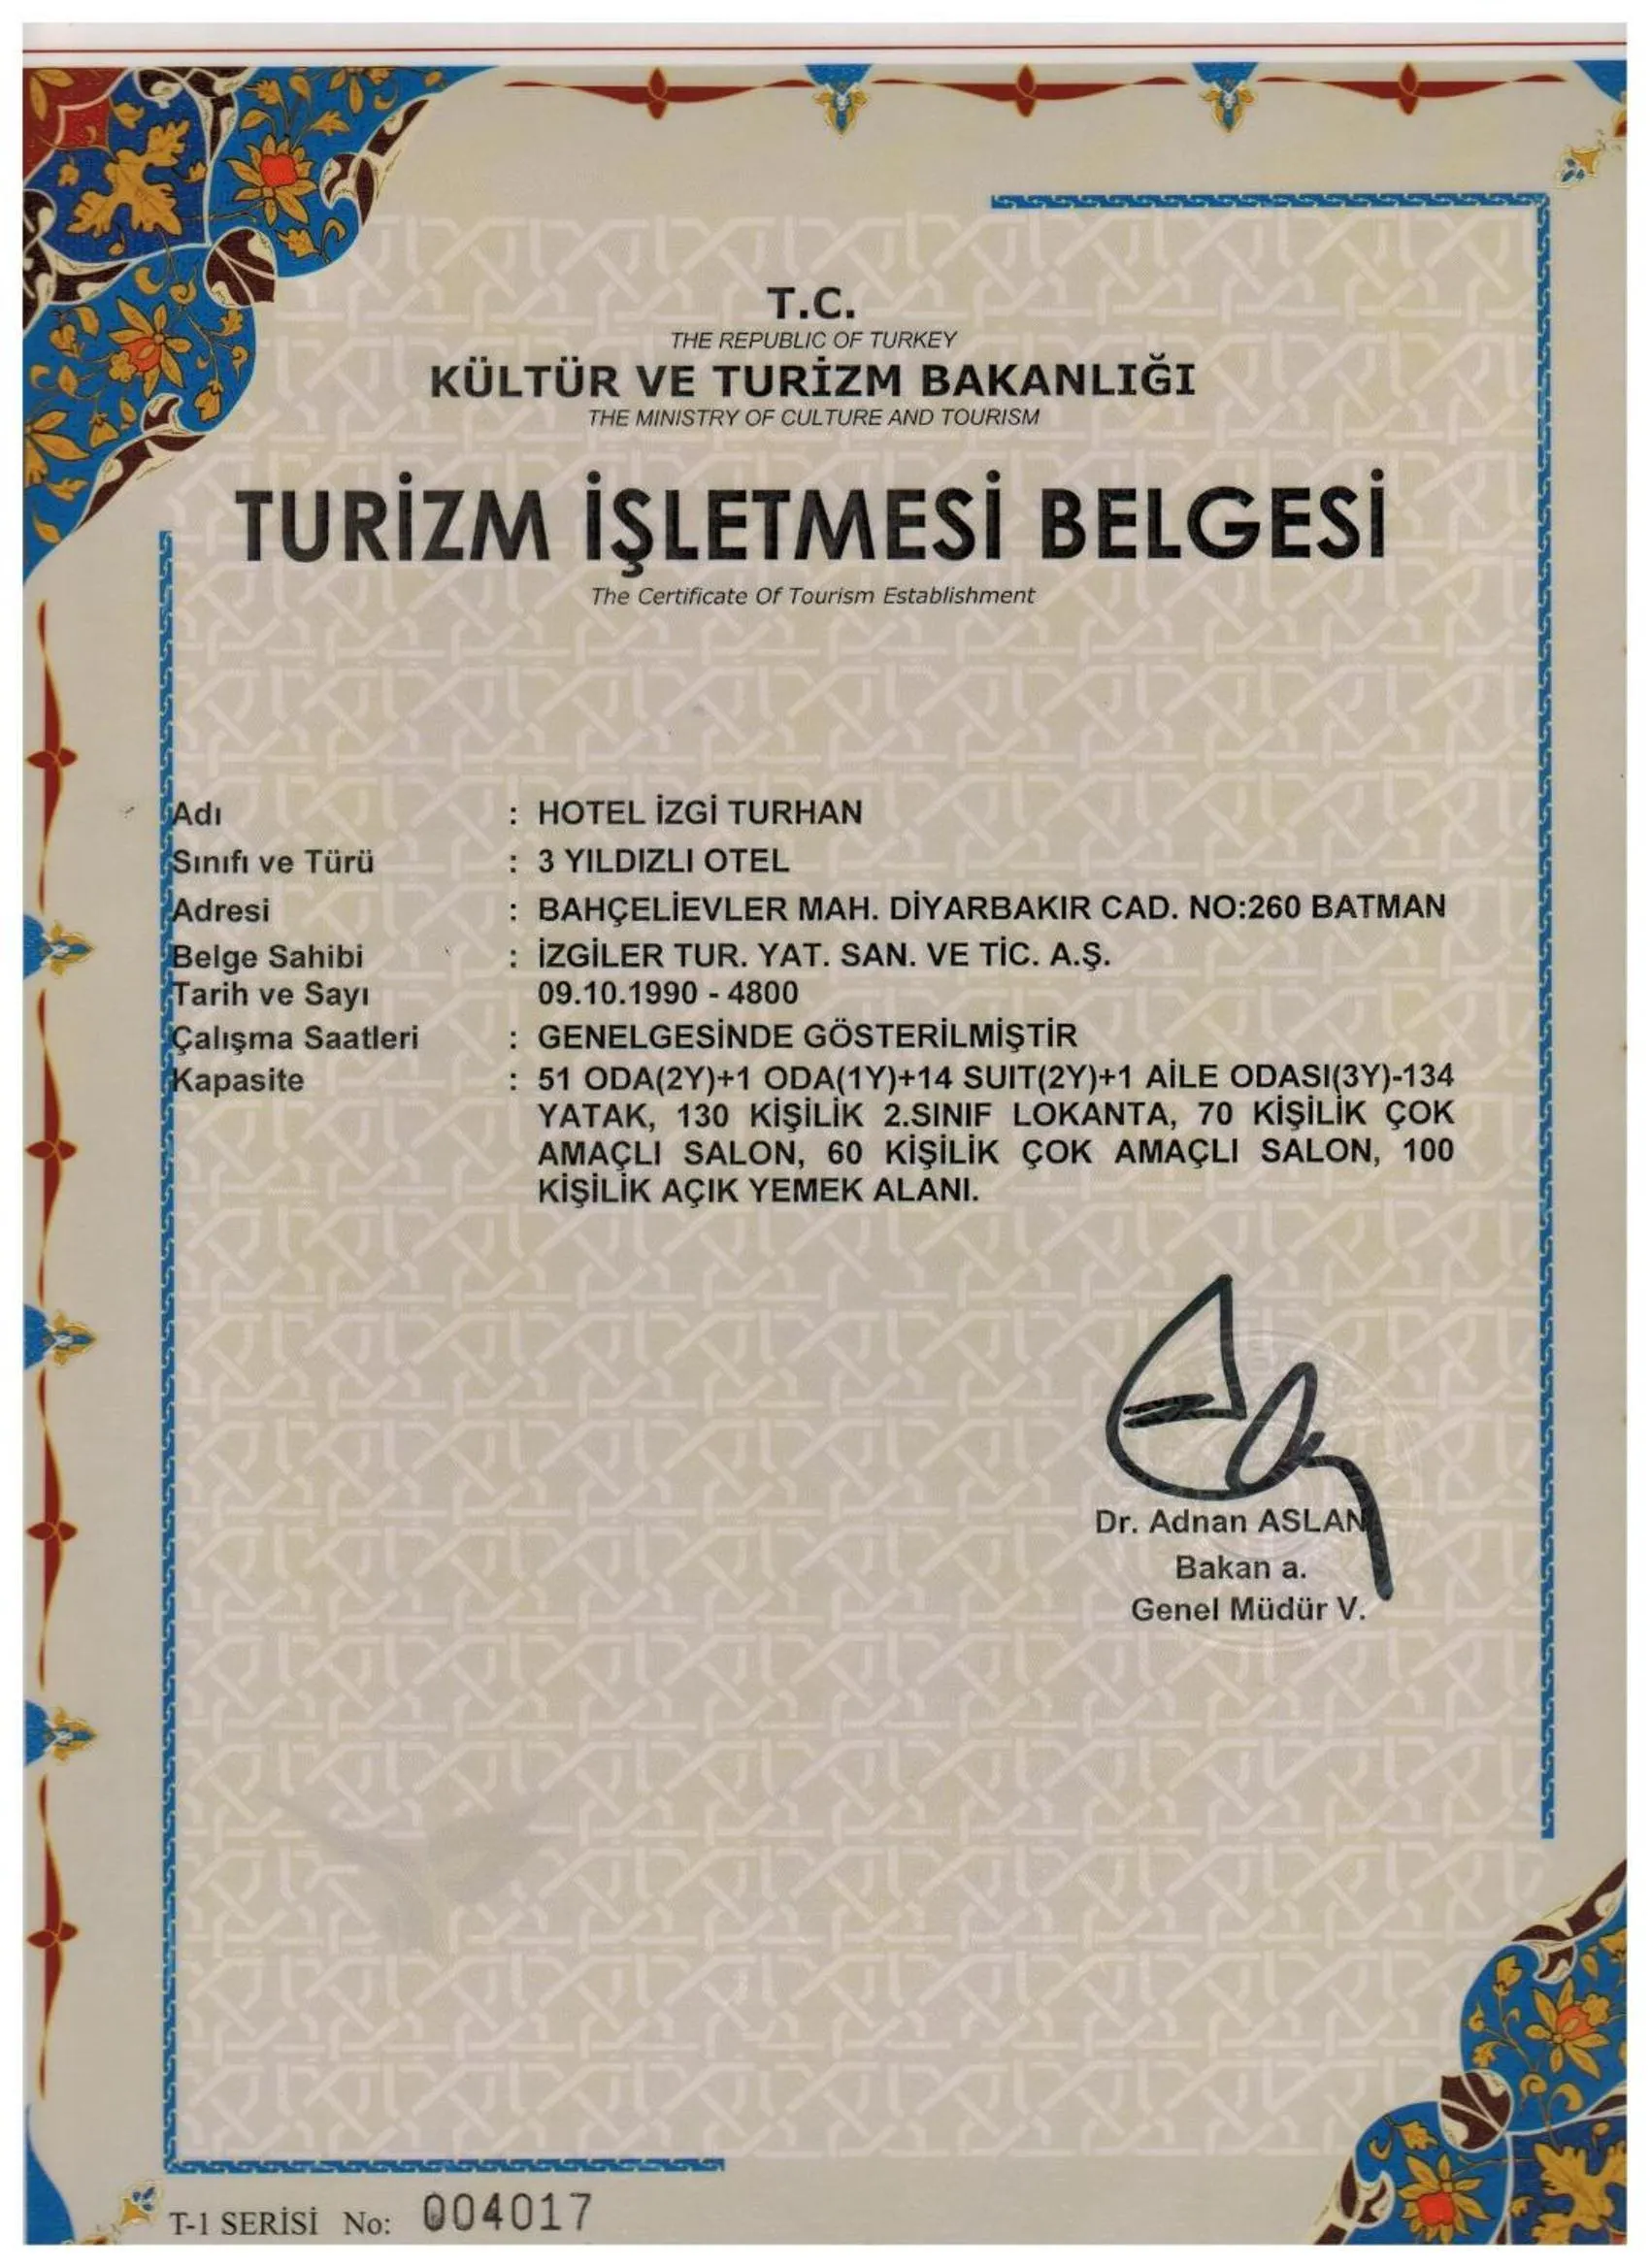 T.C.
THE REPUBLIC OF TURKEY
KÜLTÜR VE TURİZM BAKANLIĞI
THE MINISTRY OF CULTURE AND TOURISM
TURİZM İŞLETMESİ BELGESİ
The Certificate Of Tourism Establishment
Adı : HOTEL İZGİ TURHAN
Sınıfı ve Türü : 3 YILDIZLI OTEL
Adresi : BAHÇELİEVLER MAH. DİYARBAKIR CAD. NO:260 BATMAN
Belge Sahibi : İZGİLER TUR. YAT. SAN. VE TİC. A.Ş.
Tarih ve Sayı 09.10.1990 - 4800
Çalışma Saatleri : GENELGESİNDE GÖSTERİLMİŞTİR
Kapasite : 51 ODA(2Y)+1 ODA(1Y)+14 SUIT(2Y)+1 AİLE ODASI(3Y)-134
YATAK, 130 KİŞİLİK 2.SINIF LOKANTA, 70 KİŞİLİK ÇOK
AMAÇLI SALON, 60 KİŞİLİK ÇOK AMAÇLI SALON, 100
KİŞİLİK AÇIK YEMEK ALANI.
Dr. Adnan ASLAN
Bakan a.
Genel Müdür V.
T-1 SERİSİ No: 004017